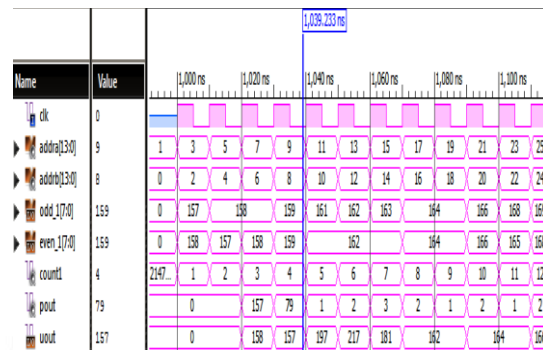 1,039.233 ns
Name Value 1,000 ns 1,020 ns 1,040 ns 1,060 ns 1,080 ns 1,100 ns
clk 0
addra[13:0] 9 1 3 5 7 9 11 13 15 17 19 21 23 25
addrb[13:0] 8 0 2 4 6 8 10 12 14 16 18 20 22 24
odd_1[7:0] 159 0 157 158 159 161 162 163 164 166 168
even_1[7:0] 159 0 158 157 158 159 162 164 166 165
count1 4 2147... 1 2 3 4 5 6 7 8 9 10 11 12
pout 79 0 157 79 1 2 3 2 1 2 1 2
uout 157 0 158 157 197 217 181 162 164